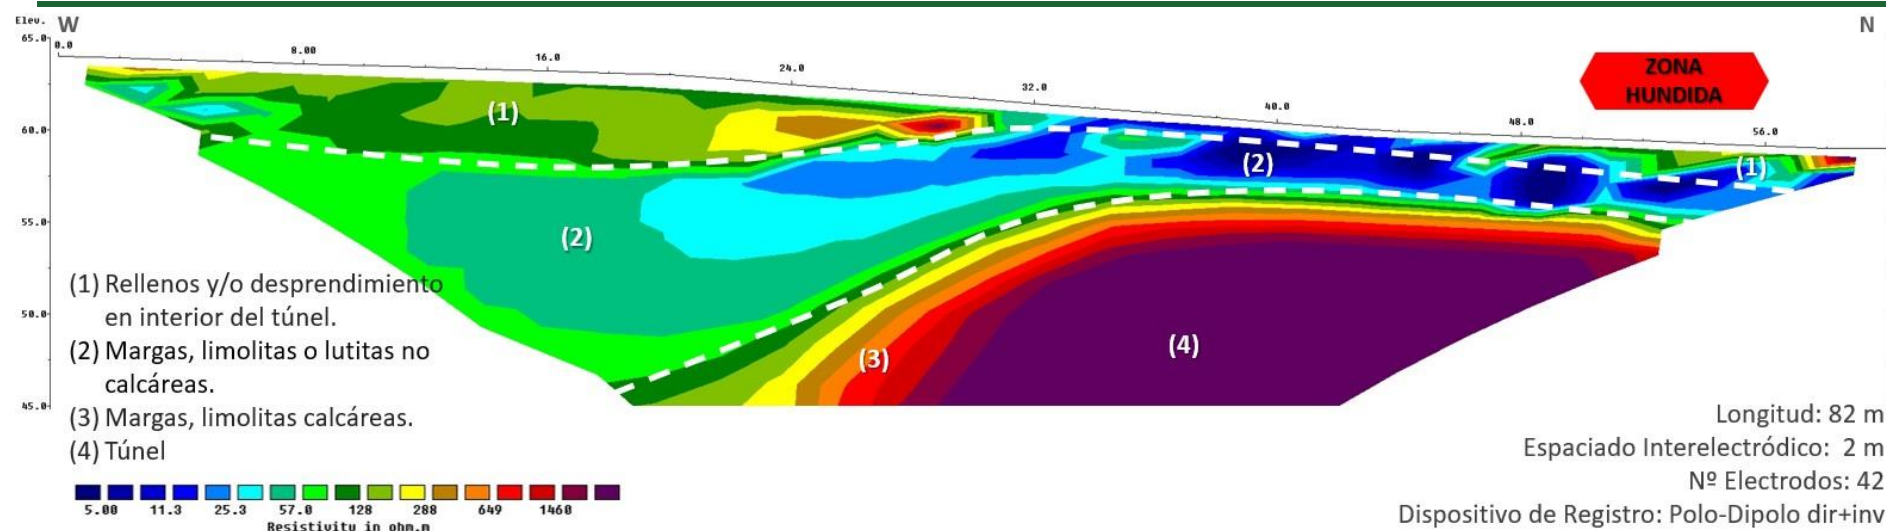 Elev.
W
N
65.0
0.0
8.00
16.0
24.0
32.0
40.0
48.0
56.0
ZONA
HUNDIDA
60.0
55.0
50.0
45.0
(1)
(2)
(1)
(2)
(3)
(4)
(1) Rellenos y/o desprendimiento
en interior del túnel.
(2) Margas, limolitas o lutitas no
calcáreas.
(3) Margas, limolitas calcáreas.
(4) Túnel
5.00 11.3 25.3 57.0 128 288 649 1460
Resistivity in ohm.m
Longitud: 82 m
Espaciado Interelectródico: 2 m
Nº Electrodos: 42
Dispositivo de Registro: Polo-Dipolo dir+inv